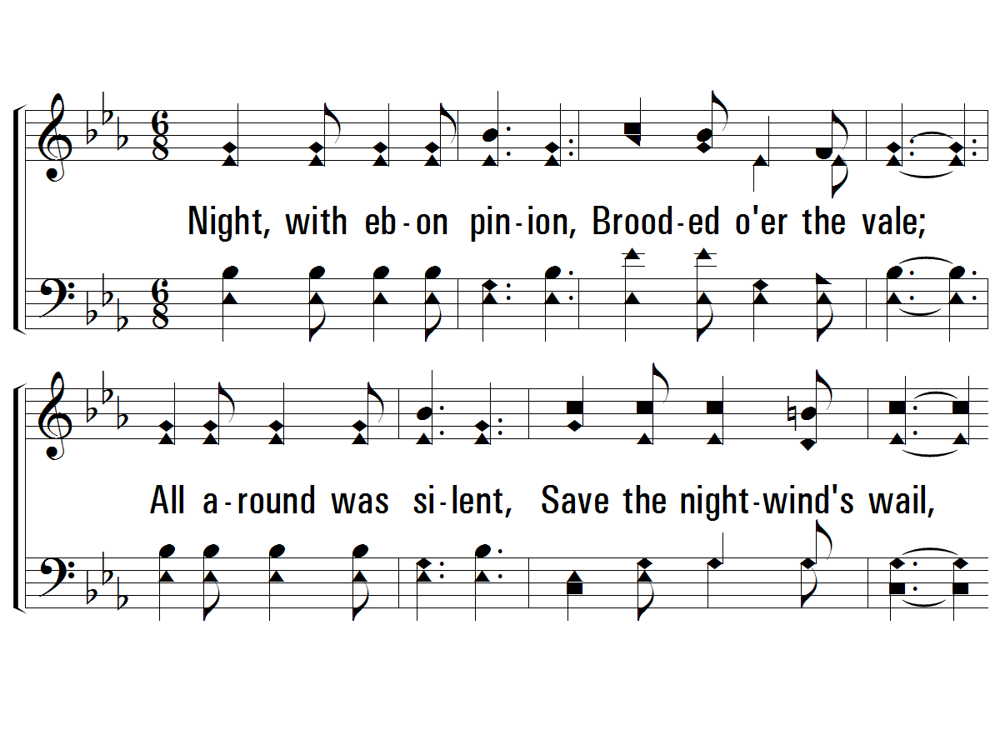 Night, with eb-on pin-ion, Brood-ed o'er the vale;
All a-round was si-lent, Save the night-wind's wail,